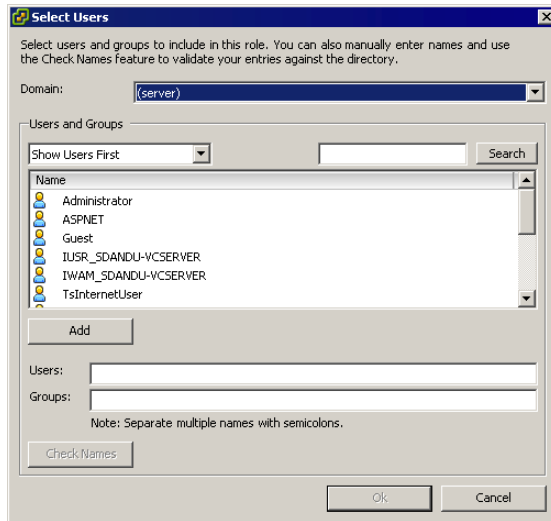 Select Users
Select users and groups to include in this role. You can also manually enter names and use
the Check Names feature to validate your entries against the directory.
Domain:
(server)
Users and Groups
Show Users First
Search
Name
Administrator
ASPNET
Guest
IUSR_SDANDU-VCSERVER
IWAM_SDANDU-VCSERVER
TsInternetUser
Add
Users:
Groups:
Note: Separate multiple names with semicolons.
Check Names
Ok
Cancel